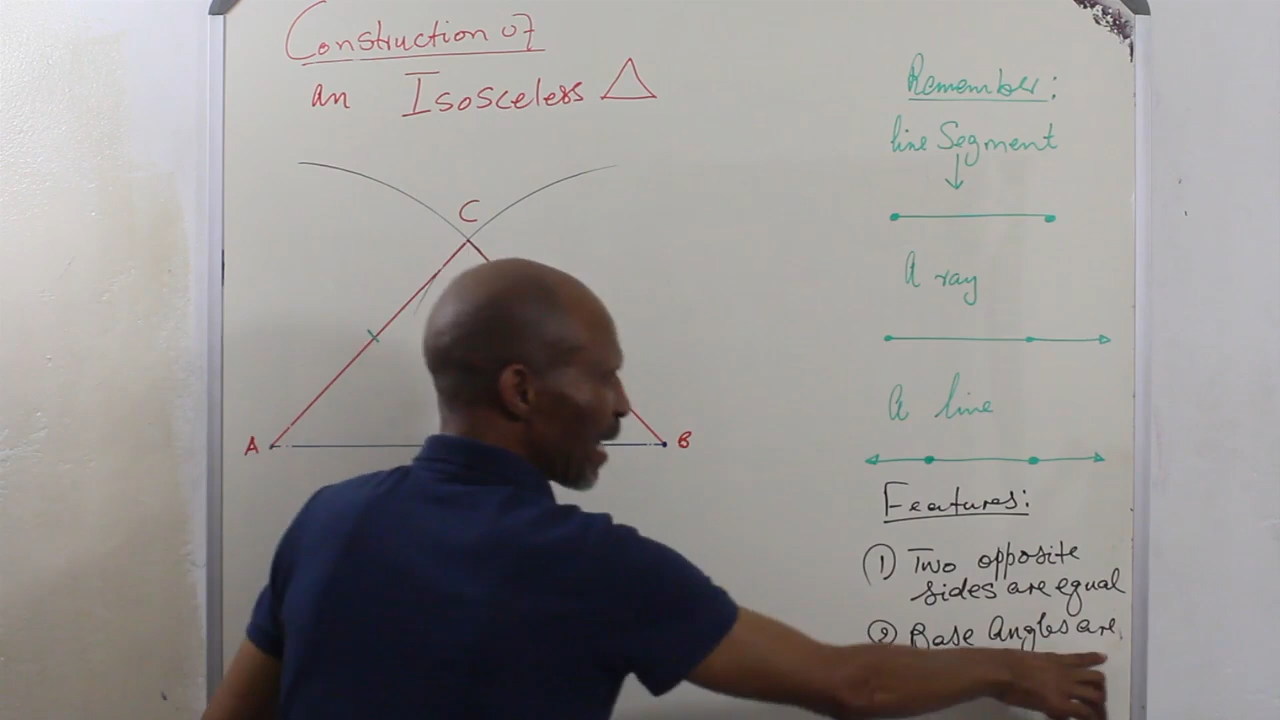 Construction of
an Isosceless
C
A
B
Remember:
line Segment
A ray
A line
Features:
① Two opposite
sides are equal
② Base Angles are